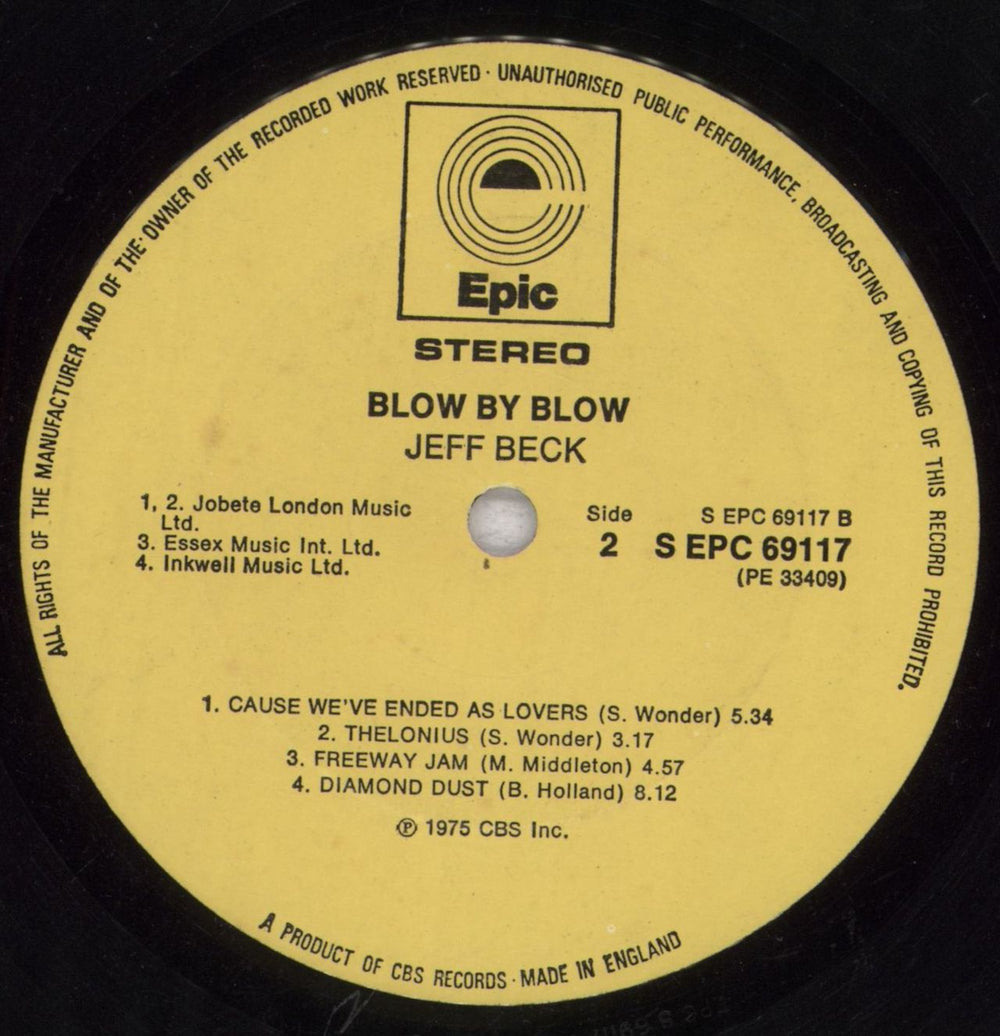 ALL RIGHTS OF THE MANUFACTURER AND OF THE· OWNER OF THE RECORDED WORK RESERVED · UNAUTHORISED PUBLIC PERFORMANCE, BROADCASTING AND COPYING OF THIS RECORD PROHIBITED.
Epic
STEREO
BLOW BY BLOW
JEFF BECK
1, 2. Jobete London Music
Ltd.
3. Essex Music Int. Ltd.
4. Inkwell Music Ltd.
Side
2
S EPC 69117 B
S EPC 69117
(PE 33409)
1. CAUSE WE'VE ENDED AS LOVERS (S. Wonder) 5.34
2. THELONIUS (S. Wonder) 3.17
3. FREEWAY JAM (M. Middleton) 4.57
4. DIAMOND DUST (B. Holland) 8.12
℗ 1975 CBS Inc.
A PRODUCT OF CBS RECORDS · MADE IN ENGLAND